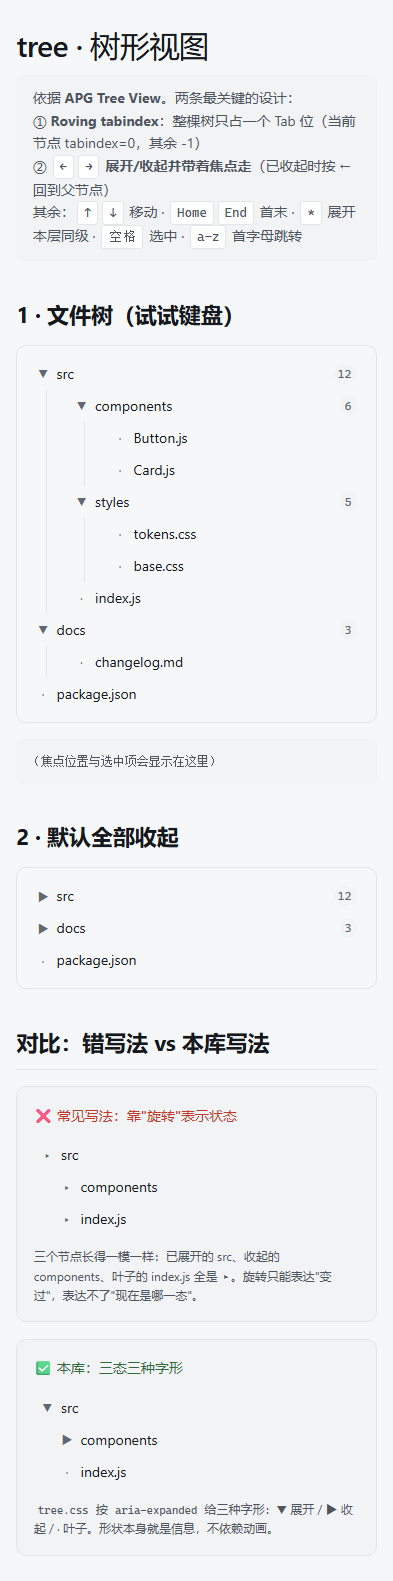 tree · 树形视图
依据 APG Tree View。两条最关键的设计：
① Roving tabindex：整棵树只占一个 Tab 位（当前
节点 tabindex=0，其余 -1）
② ← → 展开/收起并带着焦点走（已收起时按 ←
回到父节点）
其余： ↑ ↓ 移动 · Home End 首末 · * 展开
本层同级 · 空格 选中 · a-z 首字母跳转
1 · 文件树（试试键盘）
▼ src 12
▼ components 6
· Button.js
· Card.js
▼ styles 5
· tokens.css
· base.css
· index.js
▼ docs 3
· changelog.md
· package.json
（焦点位置与选中项会显示在这里）
2 · 默认全部收起
▶ src 12
▶ docs 3
· package.json
对比：错写法 vs 本库写法
❌ 常见写法：靠"旋转"表示状态
▸ src
▸ components
▸ index.js
三个节点长得一模一样：已展开的 src、收起的
components、叶子的 index.js 全是 ▸。旋转只能表达"变
过"，表达不了"现在是哪一态"。
✅ 本库：三态三种字形
▼ src
▶ components
· index.js
tree.css 按 aria-expanded 给三种字形：▼ 展开 / ▶ 收
起 / · 叶子。形状本身就是信息，不依赖动画。